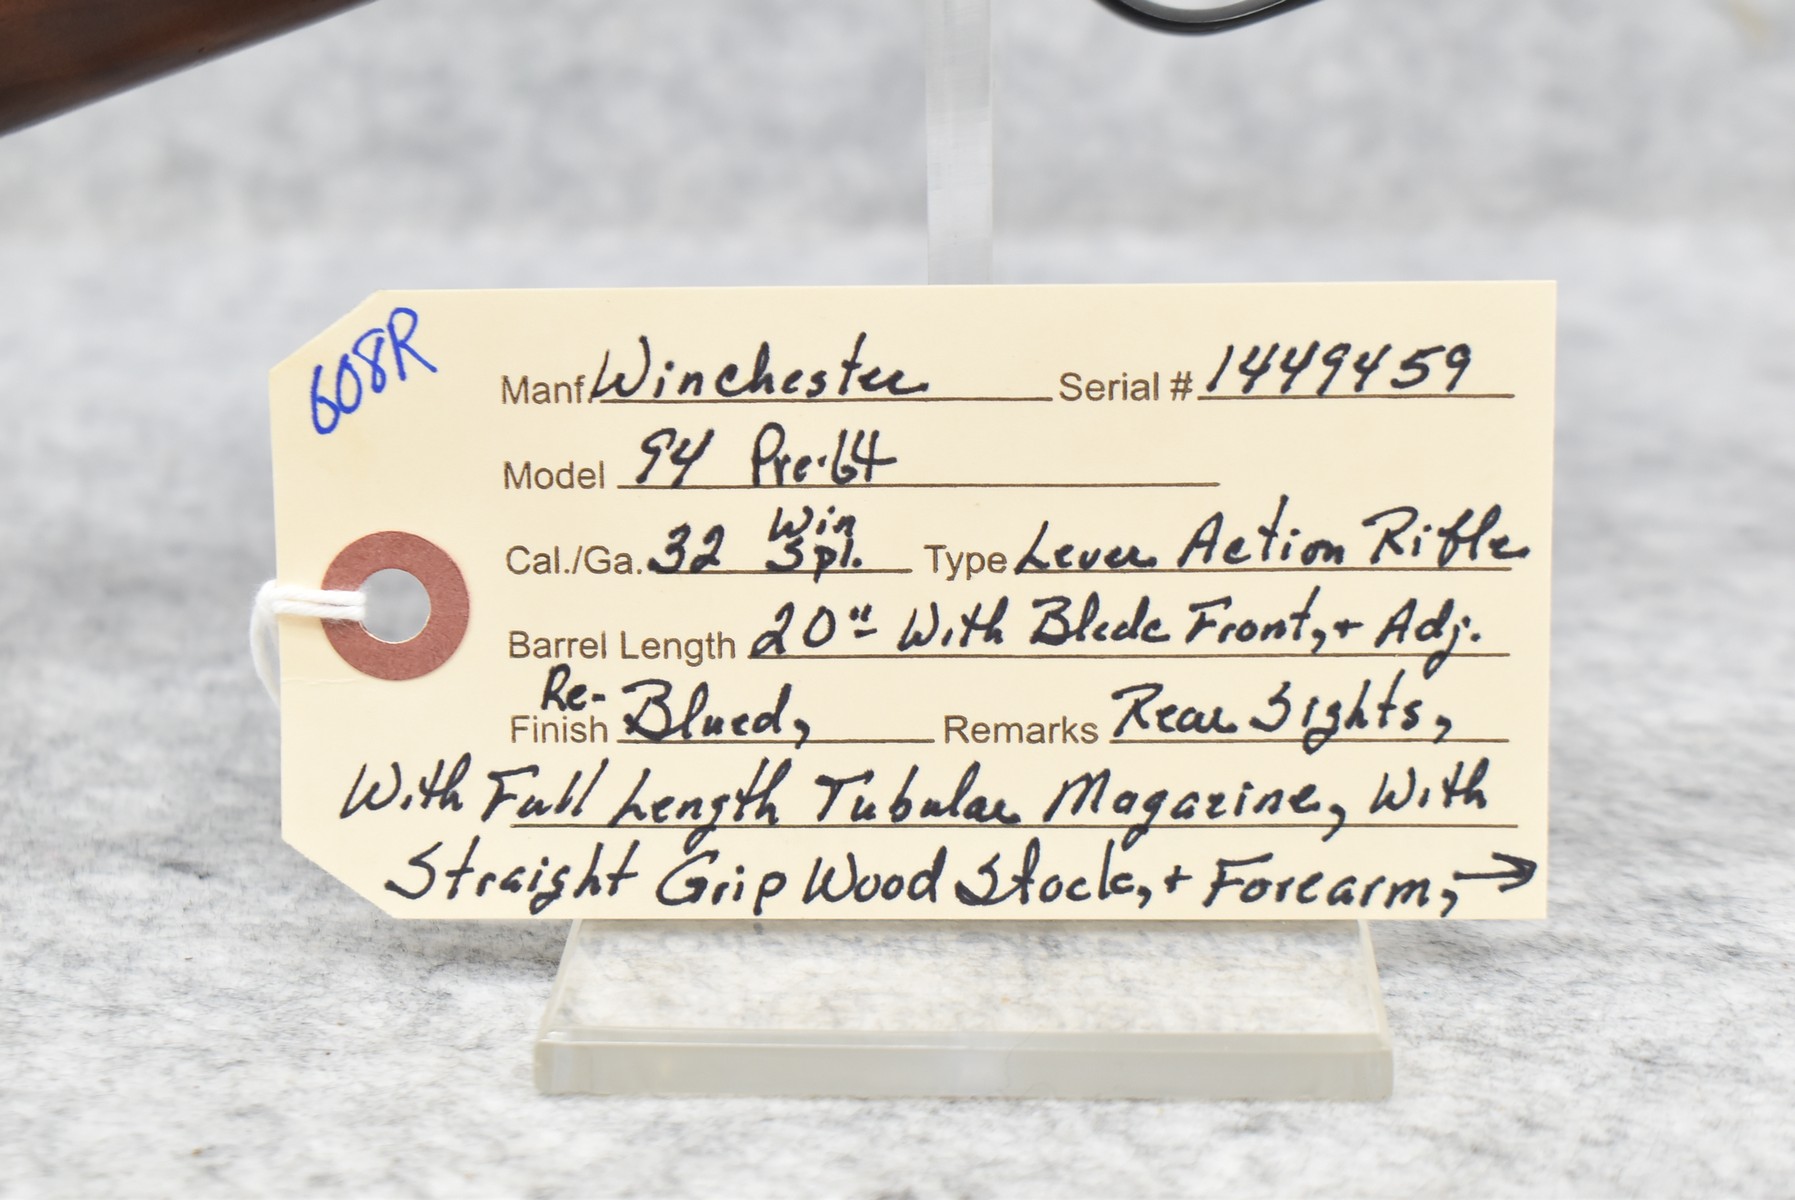 608R
Manf. Winchester Serial # 1449459
Model 94 Pre-64
Cal./Ga. 32 Win Spl. Type Lever Action Rifle
Barrel Length 20" With Blade Front, + Adj.
Re-
Finish Blued, Remarks Rear Sights,
With Full Length Tubular Magazine, With
Straight Grip Wood Stock, + Forearm, →